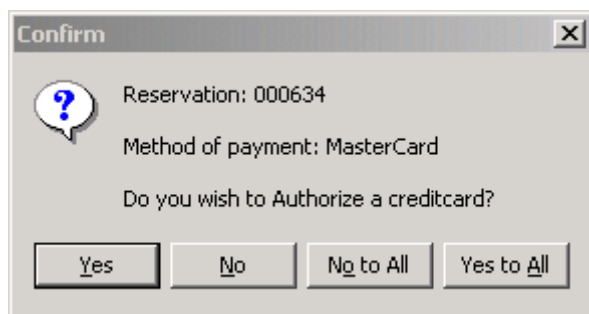 Confirm
Reservation: 000634
Method of payment: MasterCard
Do you wish to Authorize a creditcard?
Yes No No to All Yes to All